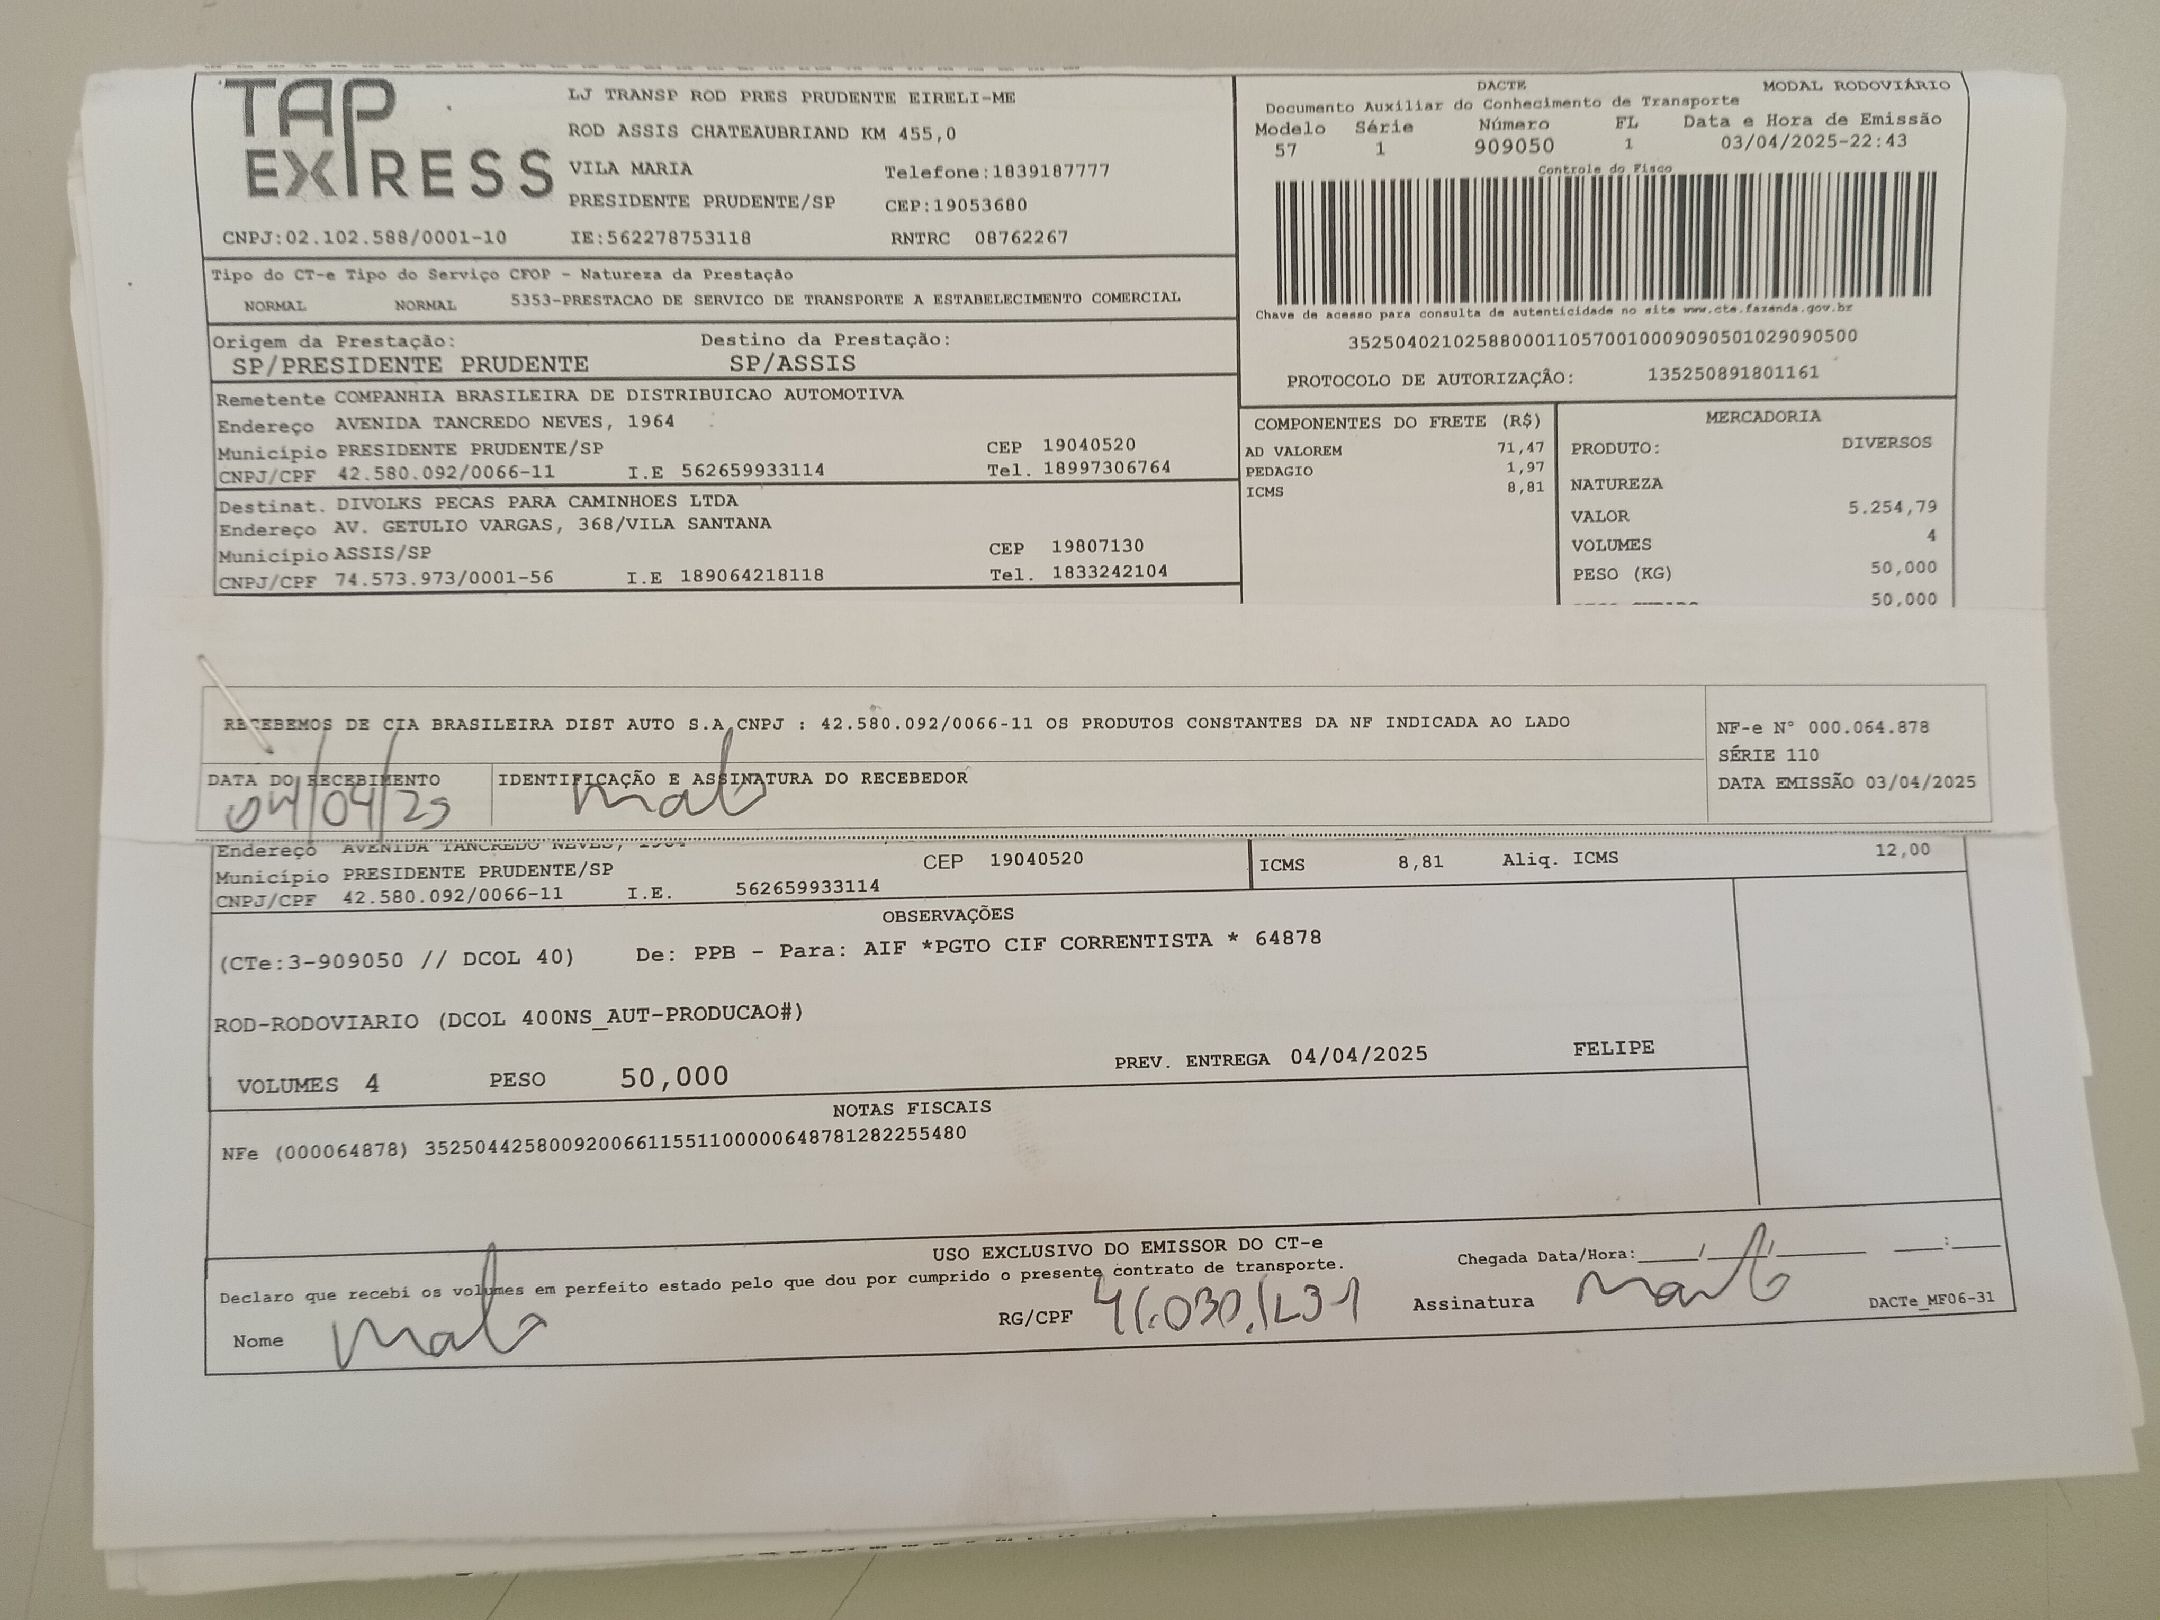 TAP EXPRESS
LJ TRANSP ROD PRES PRUDENTE EIRELI-ME
ROD ASSIS CHATEAUBRIAND KM 455,0
VILA MARIA Telefone:1839187777
PRESIDENTE PRUDENTE/SP CEP:19053680
CNPJ:02.102.588/0001-10 IE:562278753118 RNTRC 08762267
DACTE MODAL RODOVIÁRIO
Documento Auxiliar do Conhecimento de Transporte
Modelo Série Número FL Data e Hora de Emissão
57 1 909050 1 03/04/2025-22:43
Controle do Fisco
Chave de acesso para consulta de autenticidade no site www.cte.fazenda.gov.br
35250402102588000110570010009090501029090500
PROTOCOLO DE AUTORIZAÇÃO: 135250891801161
Tipo do CT-e Tipo do Serviço CFOP - Natureza da Prestação
NORMAL NORMAL 5353-PRESTACAO DE SERVICO DE TRANSPORTE A ESTABELECIMENTO COMERCIAL
Origem da Prestação: Destino da Prestação:
SP/PRESIDENTE PRUDENTE SP/ASSIS
Remetente COMPANHIA BRASILEIRA DE DISTRIBUICAO AUTOMOTIVA
Endereço AVENIDA TANCREDO NEVES, 1964
Município PRESIDENTE PRUDENTE/SP CEP 19040520
CNPJ/CPF 42.580.092/0066-11 I.E 562659933114 Tel. 18997306764
Destinat. DIVOLKS PECAS PARA CAMINHOES LTDA
Endereço AV. GETULIO VARGAS, 368/VILA SANTANA
Município ASSIS/SP CEP 19807130
CNPJ/CPF 74.573.973/0001-56 I.E 189064218118 Tel. 1833242104
COMPONENTES DO FRETE (R$)
AD VALOREM 71,47
PEDAGIO 1,97
ICMS 8,81
MERCADORIA
PRODUTO: DIVERSOS
NATUREZA
VALOR 5.254,79
VOLUMES 4
PESO (KG) 50,000
50,000
RECEBEMOS DE CIA BRASILEIRA DIST AUTO S.A CNPJ : 42.580.092/0066-11 OS PRODUTOS CONSTANTES DA NF INDICADA AO LADO
DATA DO RECEBIMENTO IDENTIFICAÇÃO E ASSINATURA DO RECEBEDOR
04/04/25
NF-e N° 000.064.878
SÉRIE 110
DATA EMISSÃO 03/04/2025
Endereço AVENIDA TANCREDO NEVES, 1964
Município PRESIDENTE PRUDENTE/SP CEP 19040520
CNPJ/CPF 42.580.092/0066-11 I.E. 562659933114
ICMS 8,81 Aliq. ICMS 12,00
OBSERVAÇÕES
(CTe:3-909050 // DCOL 40) De: PPB - Para: AIF *PGTO CIF CORRENTISTA * 64878
ROD-RODOVIARIO (DCOL 400NS_AUT-PRODUCAO#)
VOLUMES 4 PESO 50,000 PREV. ENTREGA 04/04/2025 FELIPE
NOTAS FISCAIS
NFe (000064878) 35250442580092006611551100000648781282255480
USO EXCLUSIVO DO EMISSOR DO CT-e
Declaro que recebi os volumes em perfeito estado pelo que dou por cumprido o presente contrato de transporte.
Chegada Data/Hora:____/____/________ ____:____
Nome RG/CPF Assinatura
DACTe_MF06-31